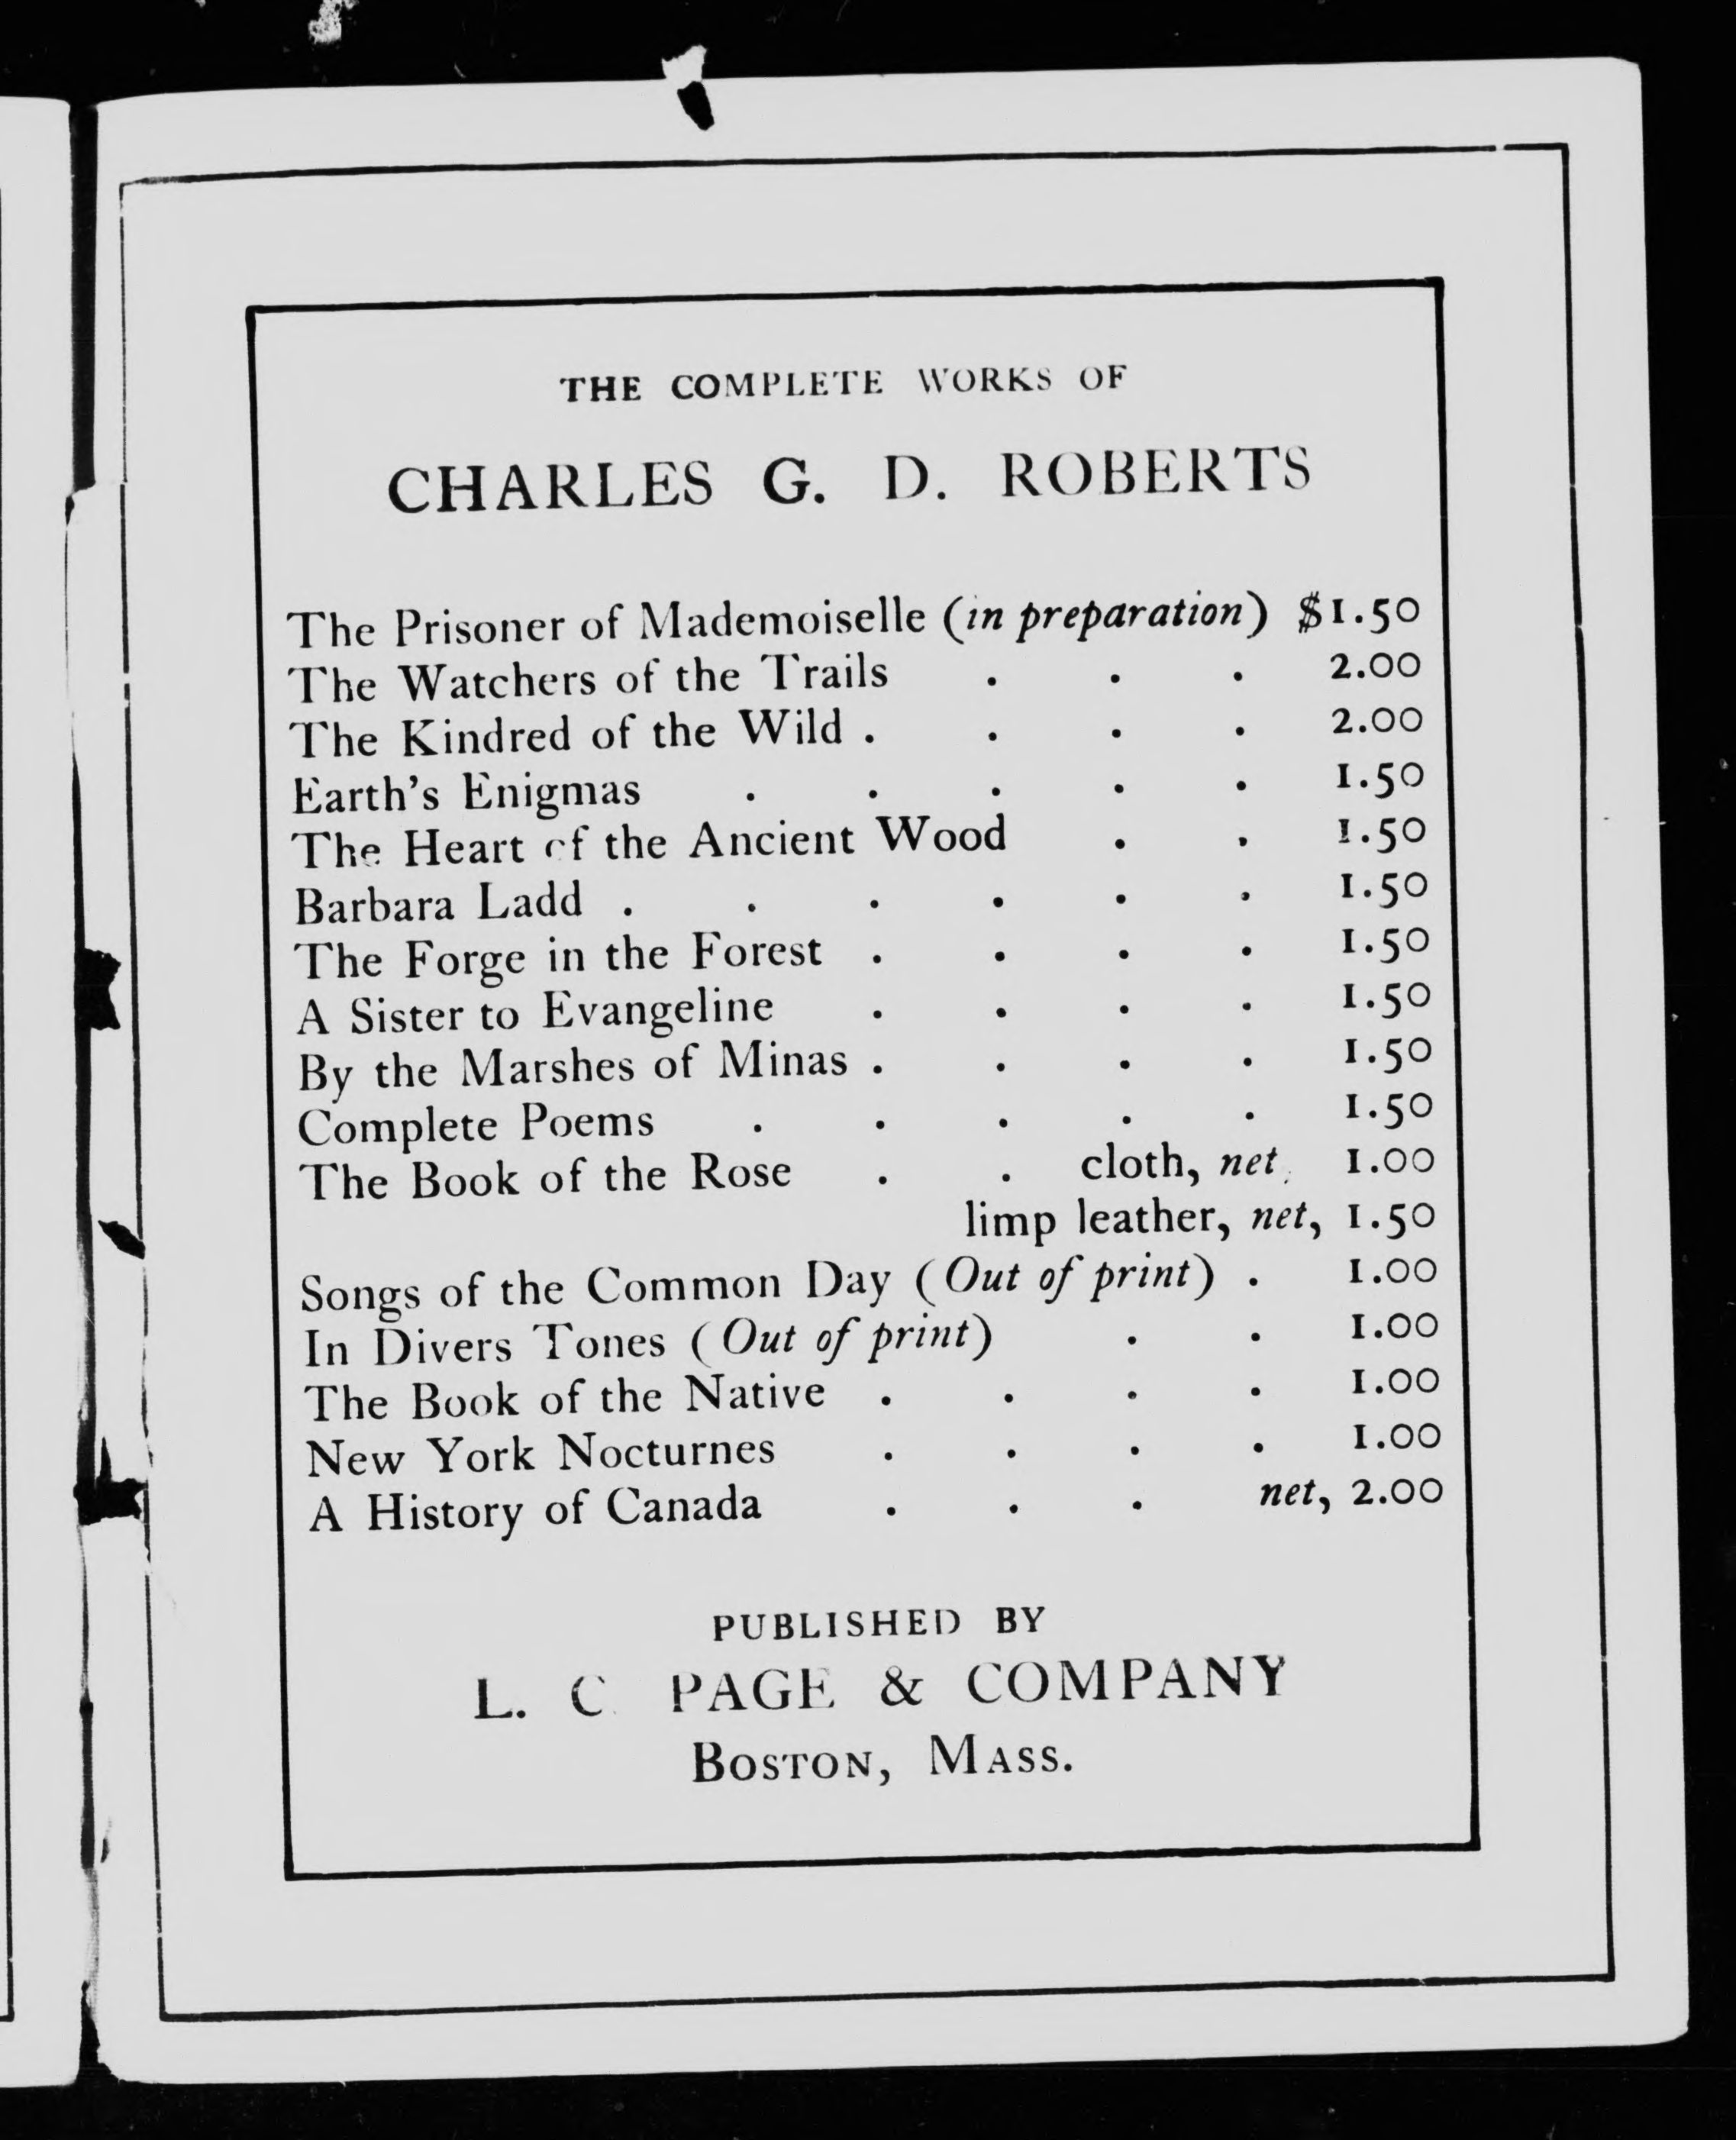 THE COMPLETE WORKS OF
CHARLES G. D. ROBERTS
The Prisoner of Mademoiselle (in preparation) $1.50
The Watchers of the Trails . . . 2.00
The Kindred of the Wild . . . . 2.00
Earth's Enigmas . . . . . 1.50
The Heart of the Ancient Wood . . 1.50
Barbara Ladd . . . . . . 1.50
The Forge in the Forest . . . . 1.50
A Sister to Evangeline . . . . 1.50
By the Marshes of Minas . . . . 1.50
Complete Poems . . . . . 1.50
The Book of the Rose . . cloth, net, 1.00
limp leather, net, 1.50
Songs of the Common Day (Out of print) . 1.00
In Divers Tones (Out of print) . . 1.00
The Book of the Native . . . . 1.00
New York Nocturnes . . . . 1.00
A History of Canada . . . net, 2.00
PUBLISHED BY
L. C. PAGE & COMPANY
BOSTON, MASS.